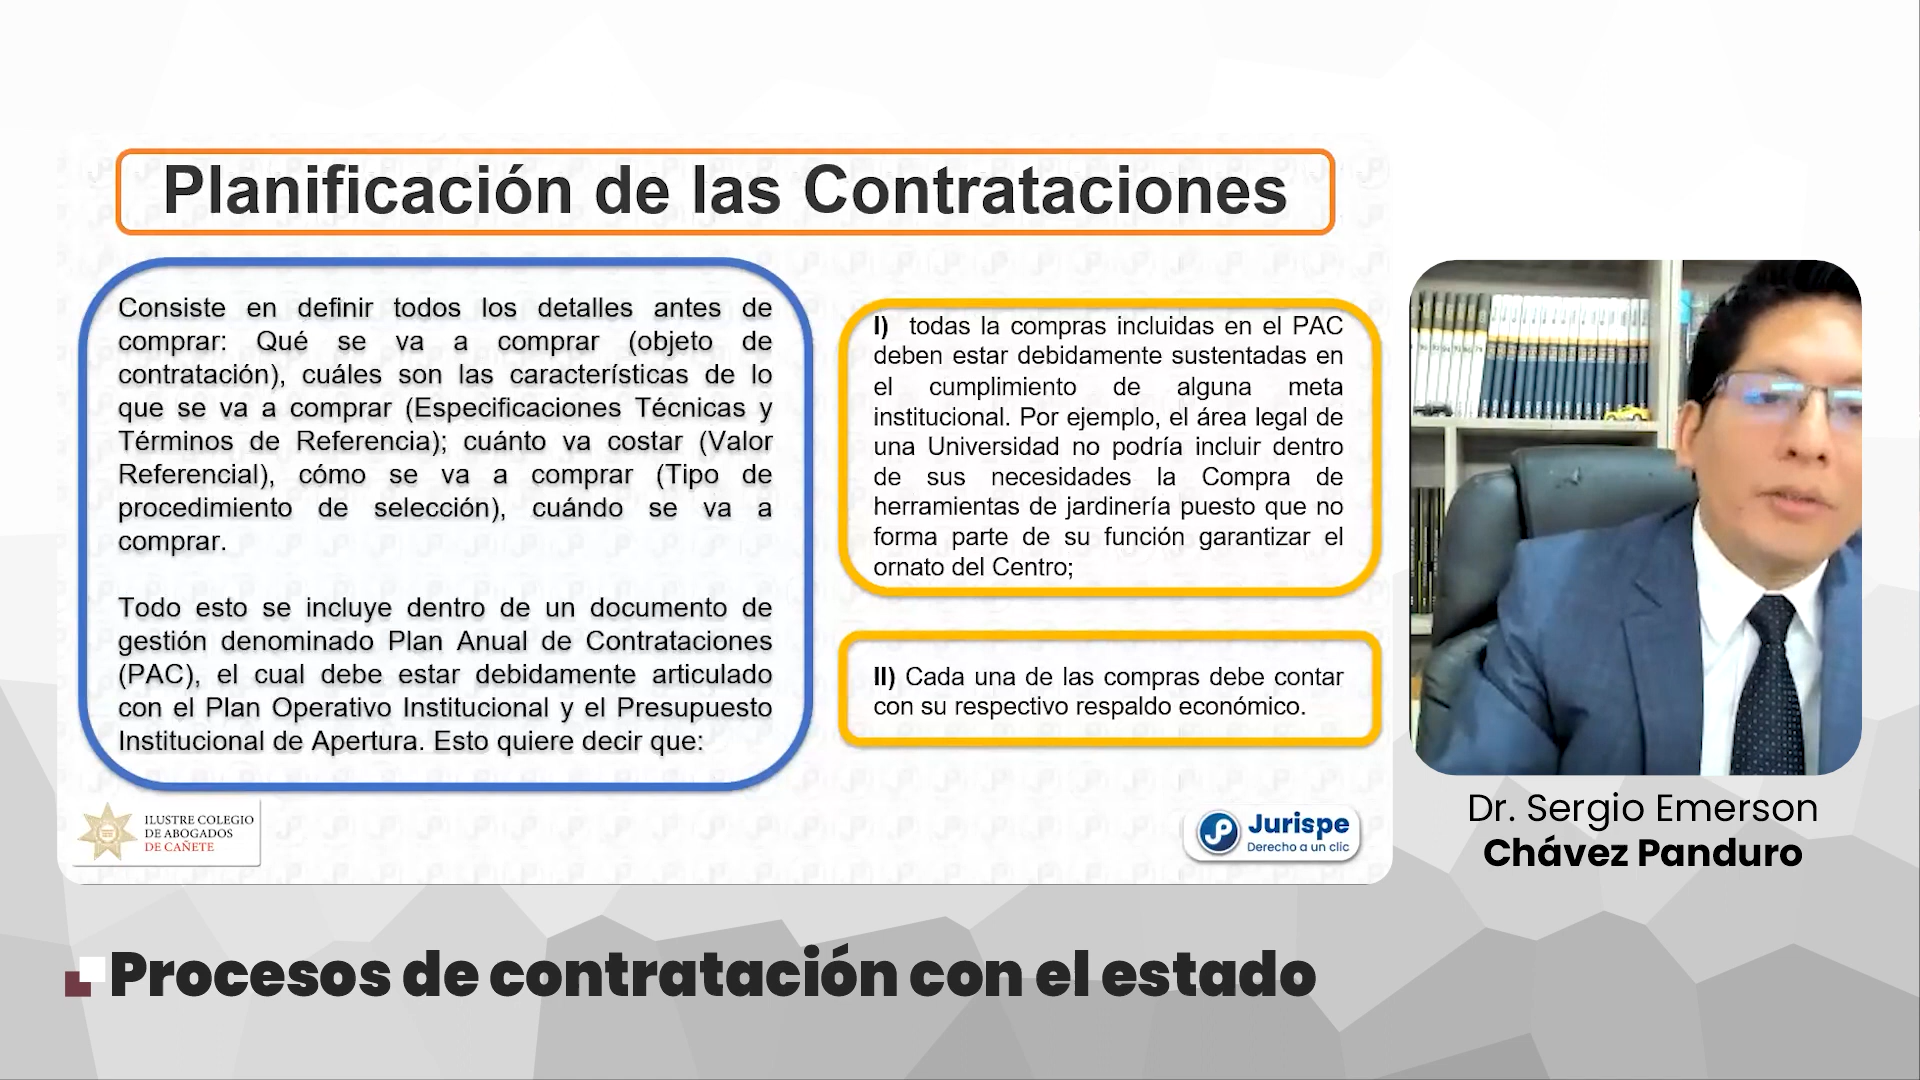 Planificación de las Contrataciones
Consiste en definir todos los detalles antes de
comprar: Qué se va a comprar (objeto de
contratación), cuáles son las características de lo
que se va a comprar (Especificaciones Técnicas y
Términos de Referencia); cuánto va costar (Valor
Referencial), cómo se va a comprar (Tipo de
procedimiento de selección), cuándo se va a
comprar.
Todo esto se incluye dentro de un documento de
gestión denominado Plan Anual de Contrataciones
(PAC), el cual debe estar debidamente articulado
con el Plan Operativo Institucional y el Presupuesto
Institucional de Apertura. Esto quiere decir que:
I) todas la compras incluidas en el PAC
deben estar debidamente sustentadas en
el cumplimiento de alguna meta
institucional. Por ejemplo, el área legal de
una Universidad no podría incluir dentro
de sus necesidades la Compra de
herramientas de jardinería puesto que no
forma parte de su función garantizar el
ornato del Centro;
II) Cada una de las compras debe contar
con su respectivo respaldo económico.
ILUSTRE COLEGIO
DE ABOGADOS
DE CAÑETE
Jurispe
Derecho a un clic
Dr. Sergio Emerson
Chávez Panduro
Procesos de contratación con el estado